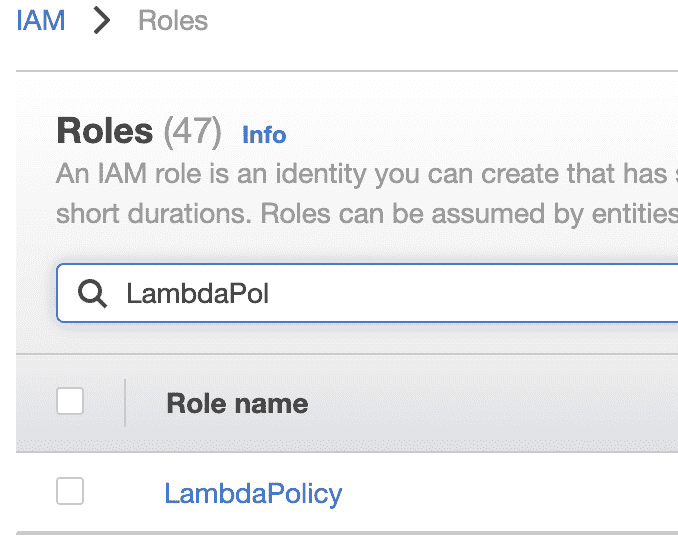 IAM > Roles
Roles (47) Info
An IAM role is an identity you can create that has
short durations. Roles can be assumed by entities
LambdaPol
Role name
LambdaPolicy